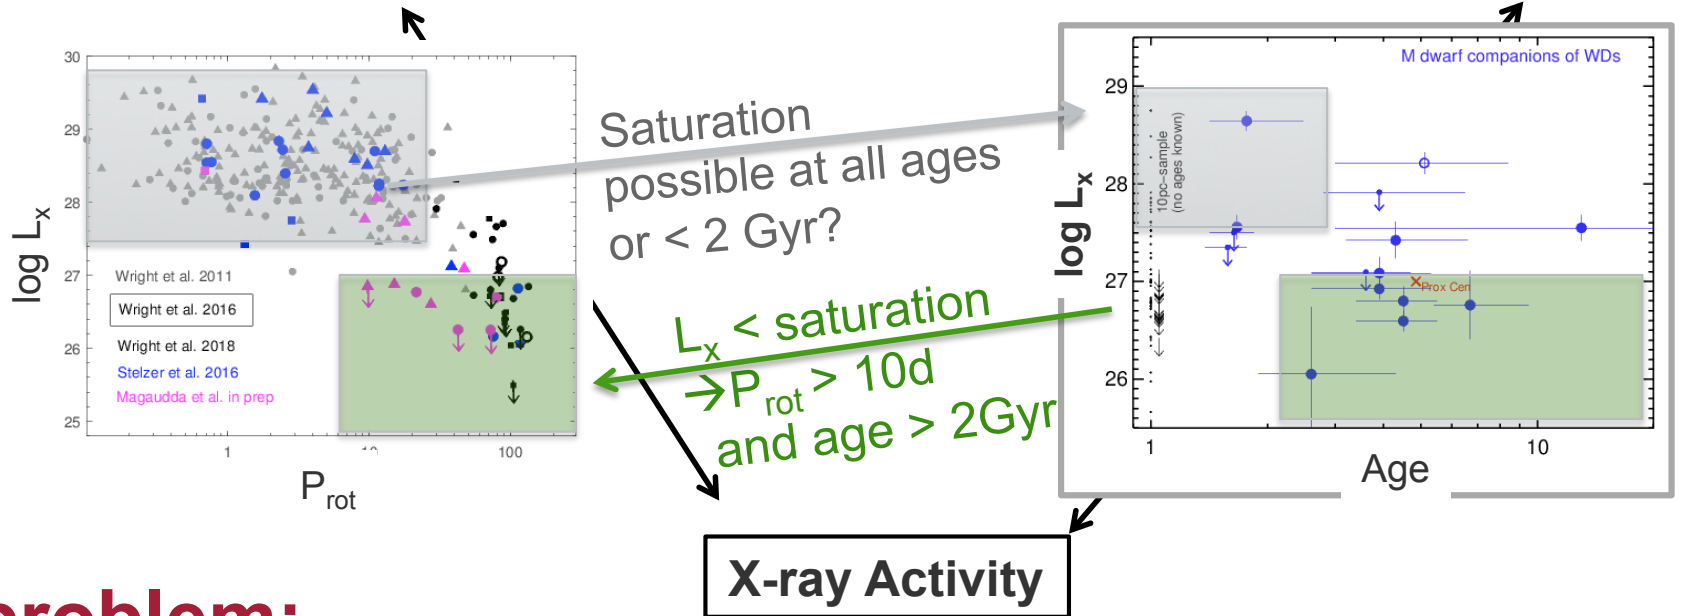 30
29
28
27
26
25
log Lx
1
10
100
Prot
Wright et al. 2011
Wright et al. 2016
Wright et al. 2018
Stelzer et al. 2016
Magaudda et al. in prep
Saturation
possible at all ages
or < 2 Gyr?
Lx < saturation
→Prot > 10d
and age > 2Gyr
M dwarf companions of WDs
10pc-sample
(no ages known)
Prox Cen
29
28
27
26
log Lx
1
10
Age
X-ray Activity
problem: